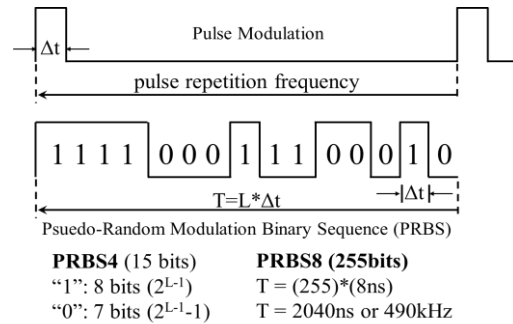 Pulse Modulation
Δt
pulse repetition frequency
1 1 1 1 0 0 0 1 1 1 0 0 0 1 0
Δt
T=L*Δt
Psuedo-Random Modulation Binary Sequence (PRBS)
PRBS4 (15 bits) PRBS8 (255bits)
"1": 8 bits (2^{L-1}) T = (255)*(8ns)
"0": 7 bits (2^{L-1}-1) T = 2040ns or 490kHz